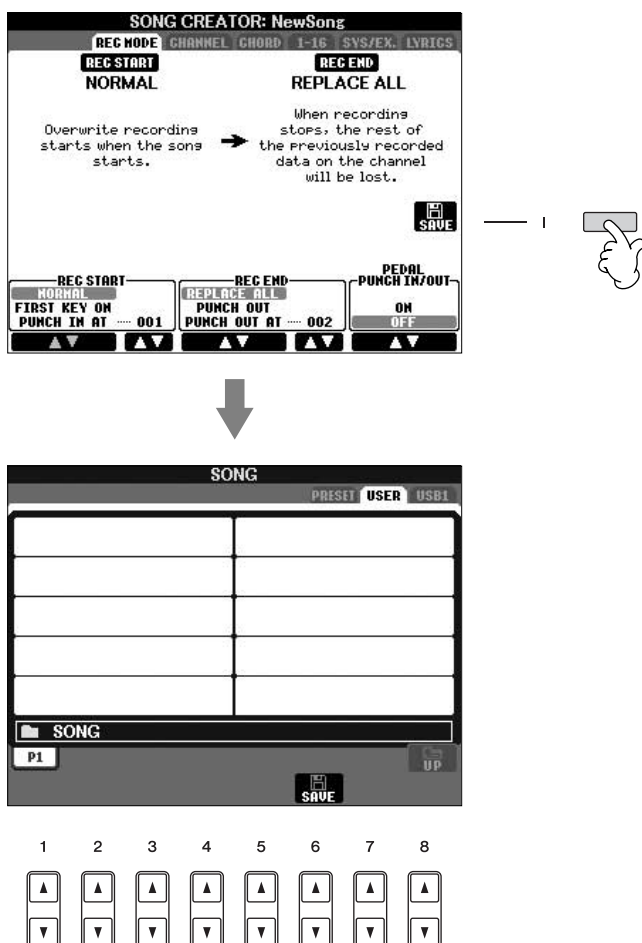 SONG CREATOR: NewSong
REC MODE CHANNEL CHORD 1-16 SYS/EX. LYRICS
REC START
NORMAL
Overwrite recording
starts when the song
starts.
REC END
REPLACE ALL
When recording
stops, the rest of
the previously recorded
data on the channel
will be lost.
SAVE
I
REC START
NORMAL
FIRST KEY ON
PUNCH IN AT ····· 001
REC END
REPLACE ALL
PUNCH OUT
PUNCH OUT AT ····· 002
PEDAL
PUNCH IN/OUT
ON
OFF
SONG
PRESET USER USB1
SONG
P1
UP
SAVE
1 2 3 4 5 6 7 8